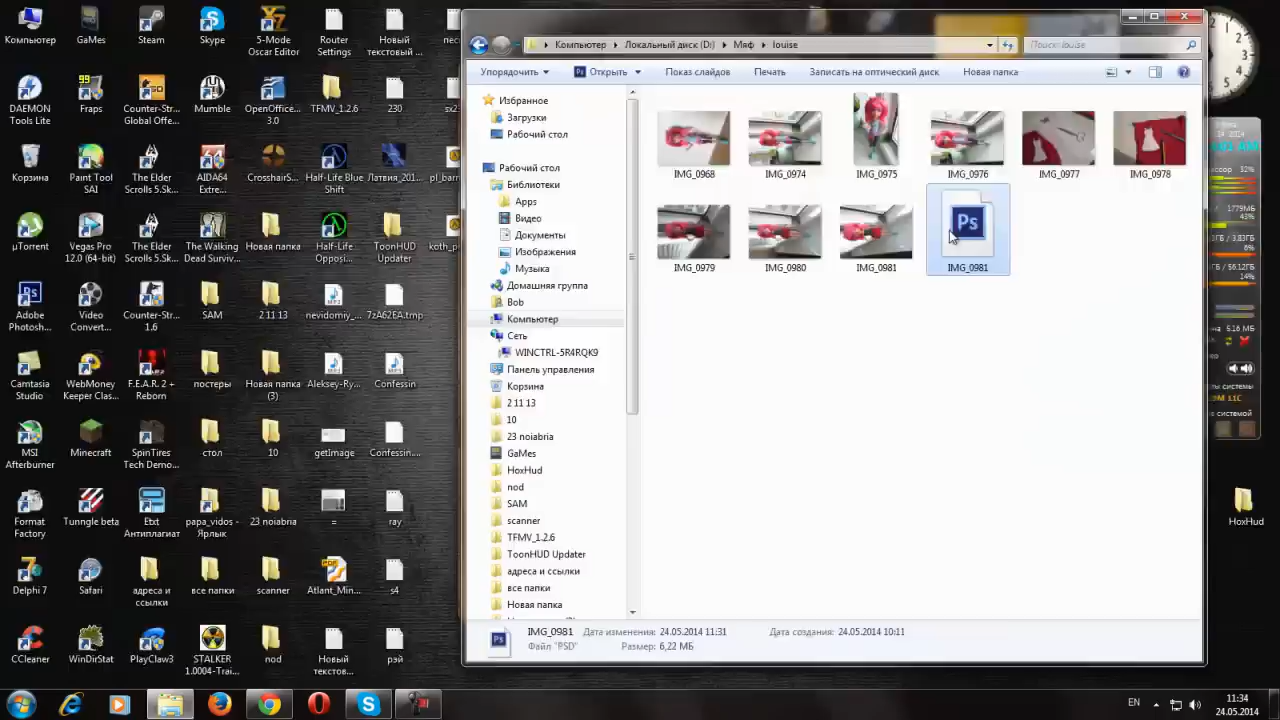 Компьютер
GaMes
Steam
Skype
5-Mode
Oscar Editor
Router
Settings
Новый
текстовый ...
DAEMON
Tools Lite
Fraps
Counter-Str...
Global Offe...
Mumble
OpenOffice...
3.0
TFMV_1.2.6
230
Корзина
Paint Tool
SAI
The Elder
Scrolls 5.Sk...
AIDA64
Extre...
CrosshairS...
Half-Life Blue
Shift
Латвия_201...
µTorrent
Vegas Pro
12.0 (64-bit)
The Elder
Scrolls 5.Sk...
The Walking
Dead Surviv...
Новая папка
Half-Life
Opposi...
ToonHUD
Updater
Adobe
Photosh...
Video
Convert...
Counter-St...
1.6
SAM
2 11 13
nevidomiy_...
7zA62EA.tmp
Camtasia
Studio
WebMoney
Keeper Clas...
F.E.A.R. 2 +
Reborn
постеры
Новая папка
(3)
Aleksey-Ry...
Confessin
MSI
Afterburner
Minecraft
SpinTires
Tech Demo...
стол
10
getImage
Confessin....
Format
Factory
Tunngle beta
Etxt
Антиплагиат
papa_vidos -
Ярлык
23 noiabria
=
ray
Delphi 7
Safari
адреса и
ссылки
все папки
scanner
Atlant_Min...
s4
CCleaner
WinDirStat
PlayClaw3
STALKER
1.0004-Trai...
nod
Новый
текстов...
рэй
Компьютер
Локальный диск (D:)
Мяф
louise
Поиск: louise
Упорядочить
Открыть
Показ слайдов
Печать
Записать на оптический диск
Новая папка
Избранное
Загрузки
Рабочий стол
Рабочий стол
Библиотеки
Apps
Видео
Документы
Изображения
Музыка
Домашняя группа
Bob
Компьютер
Сеть
WINCTRL-5R4RQK9
Панель управления
Корзина
2 11 13
10
23 noiabria
GaMes
HoxHud
nod
SAM
scanner
TFMV_1.2.6
ToonHUD Updater
адреса и ссылки
все папки
Новая папка
IMG_0968
IMG_0974
IMG_0975
IMG_0976
IMG_0977
IMG_0978
IMG_0979
IMG_0980
IMG_0981
Ps
IMG_0981
IMG_0981
Дата изменения: 24.05.2014 11:31
Дата создания: 24.05.2014 10:11
Файл "PSD"
Размер: 6,22 МБ
32%
1779МБ
43%
6%
14%
5.16 МБ
HoxHud
EN
11:34
24.05.2014